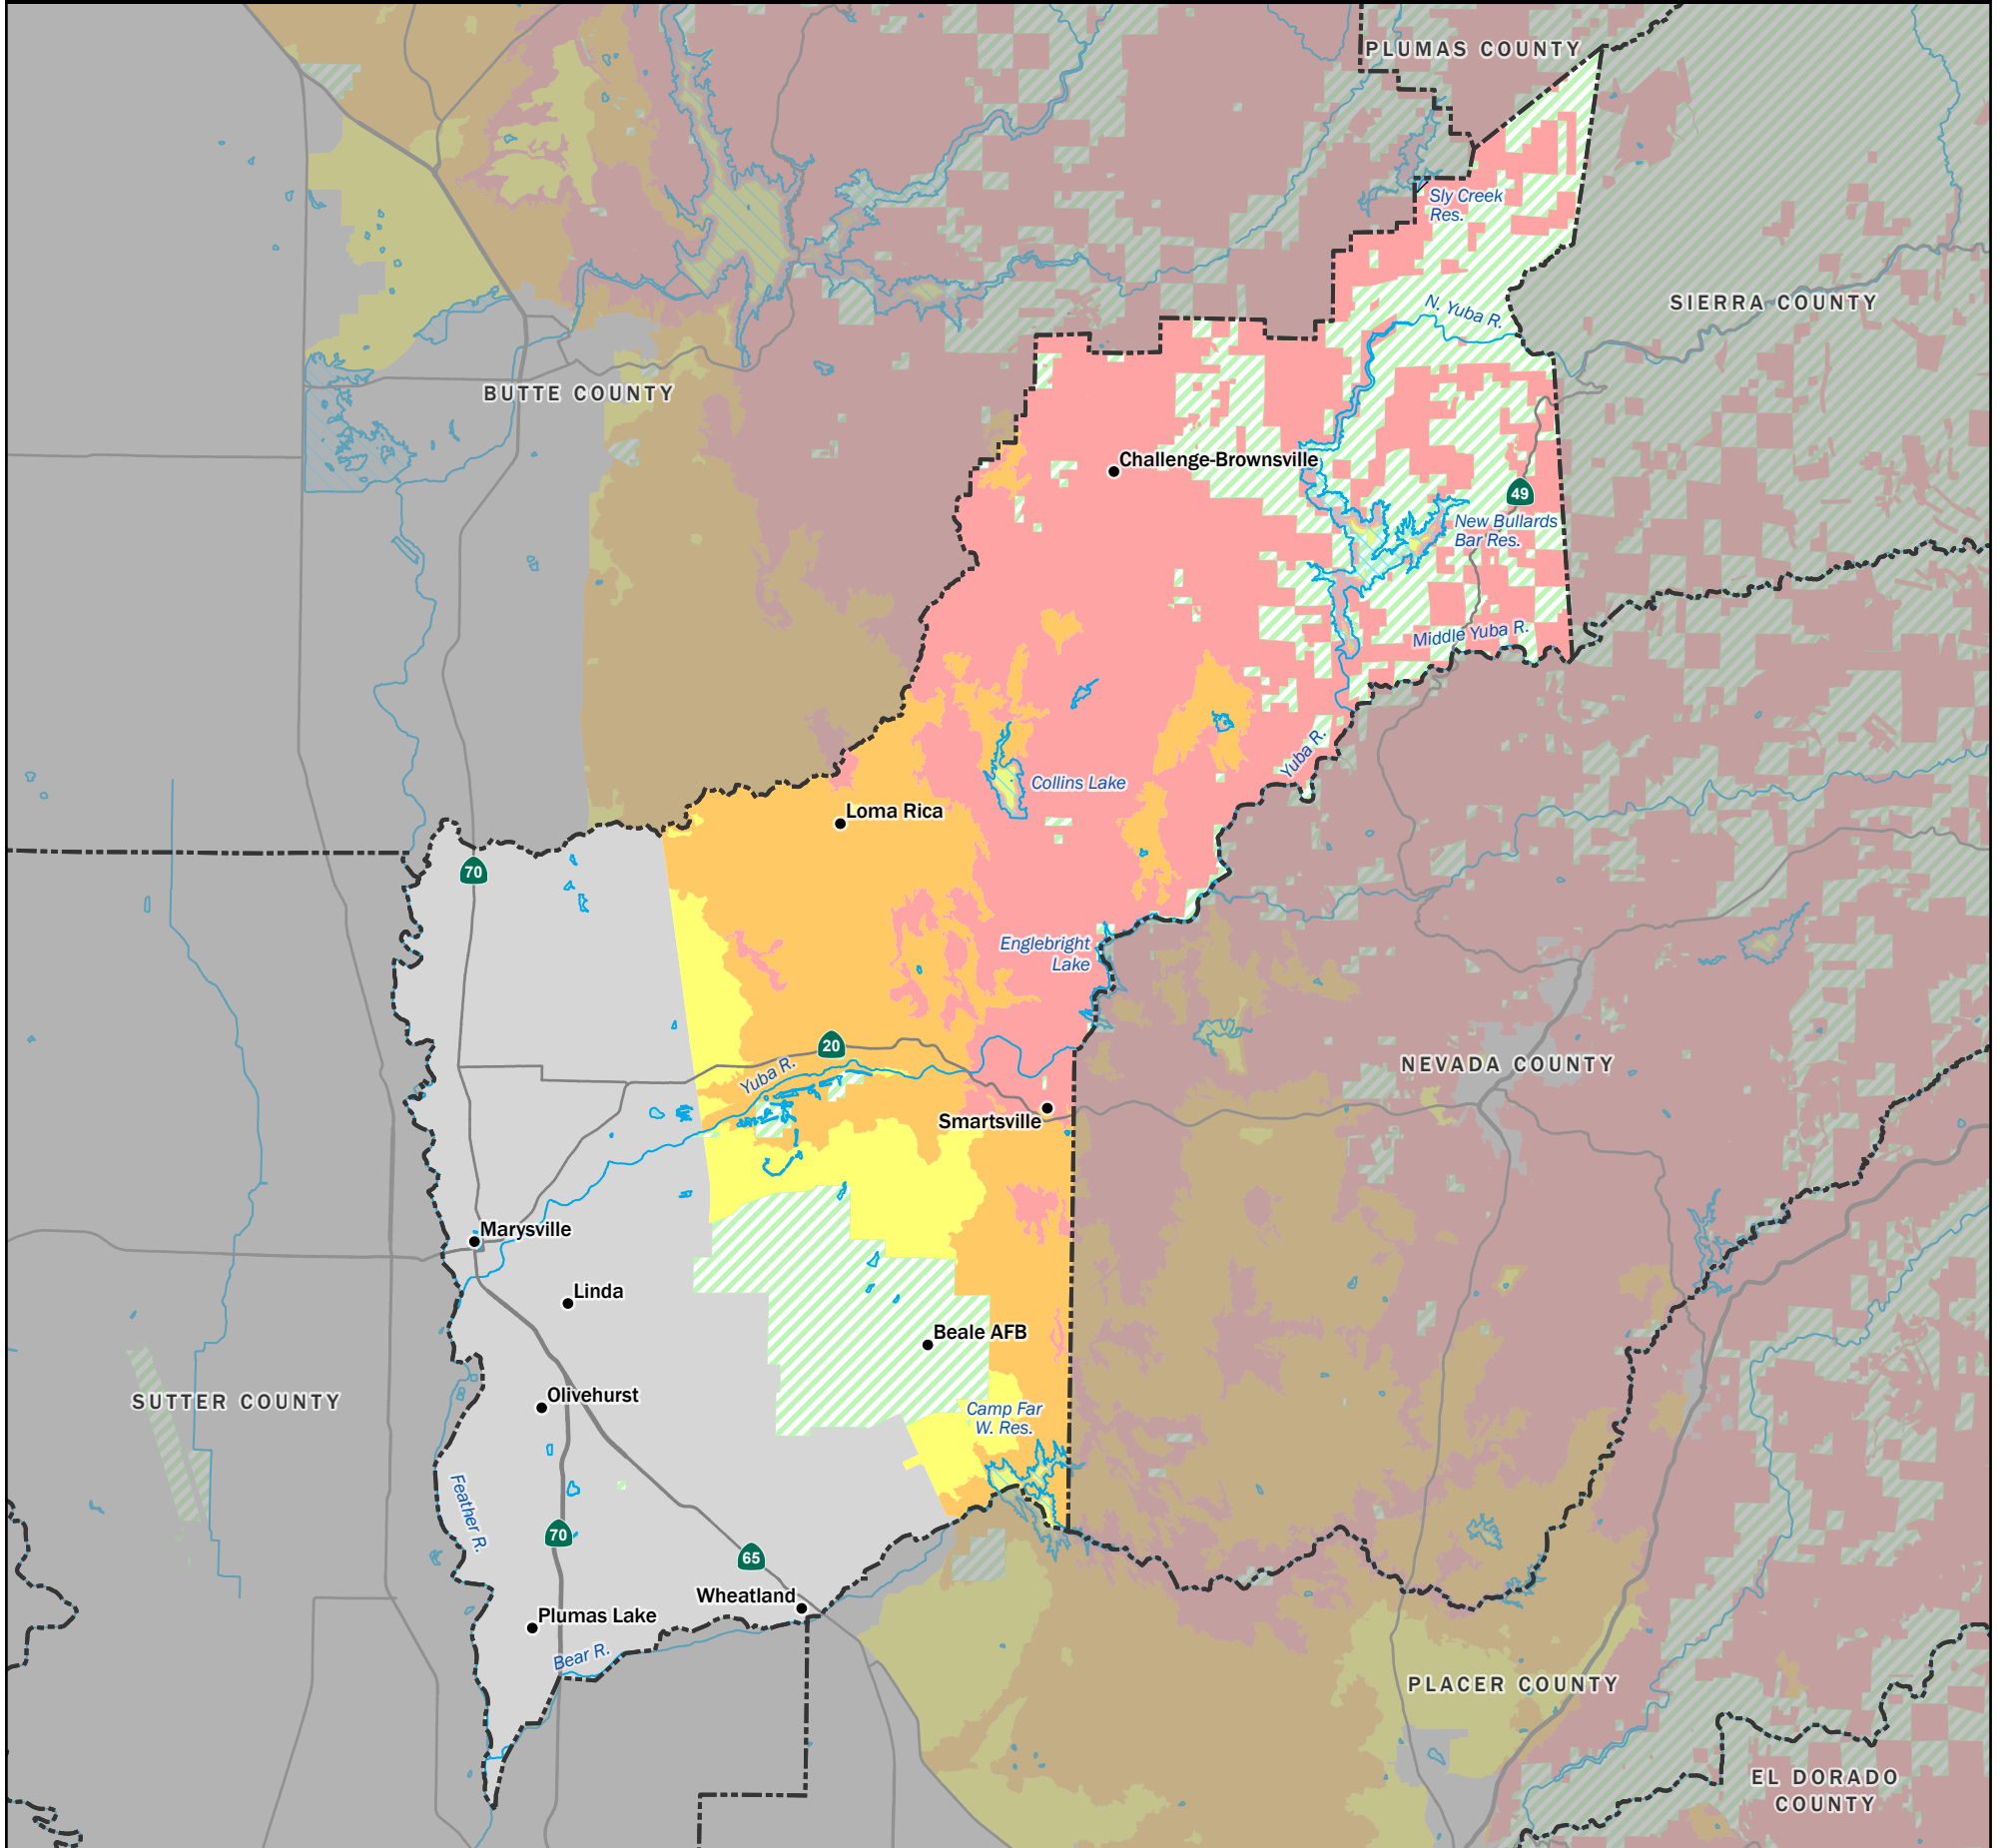 PLUMAS COUNTY
Sly Creek
Res.
SIERRA COUNTY
N. Yuba R.
BUTTE COUNTY
Challenge-Brownsville
49
New Bullards
Bar Res.
Middle Yuba R.
Yuba R.
Collins Lake
Loma Rica
70
Englebright
Lake
20
Yuba R.
NEVADA COUNTY
Smartsville
Marysville
Linda
Beale AFB
Olivehurst
SUTTER COUNTY
Camp Far
W. Res.
Feather R.
70
65
Wheatland
Plumas Lake
Bear R.
PLACER COUNTY
EL DORADO
COUNTY